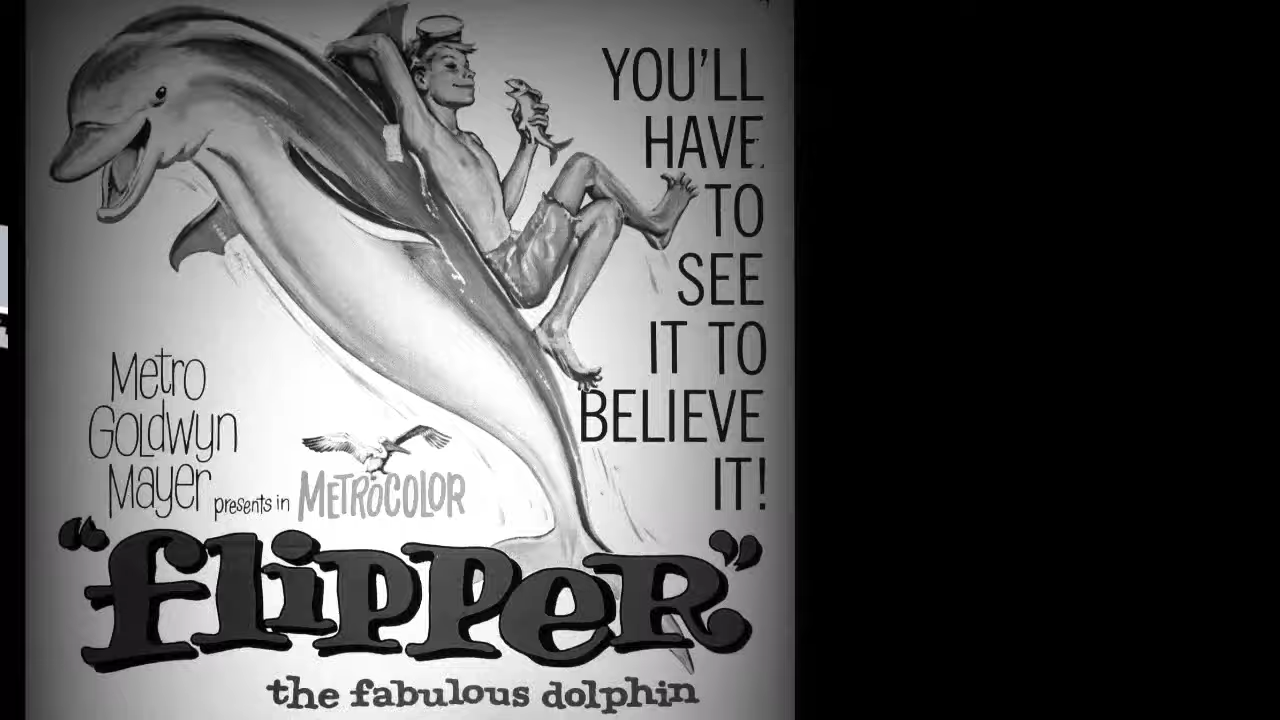 YOU'LL
HAVE
TO
SEE
IT TO
BELIEVE
IT!
Metro
Goldwyn
Mayer presents in METROCOLOR
"flipper"
the fabulous dolphin